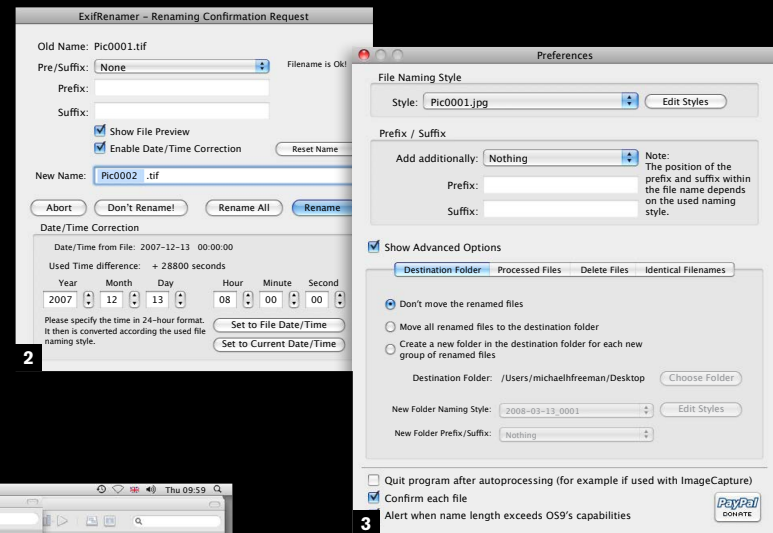 ExifRenamer – Renaming Confirmation Request
Old Name: Pic0001.tif
Pre/Suffix: None
Filename is Ok!
Prefix:
Suffix:
Show File Preview
Enable Date/Time Correction
Reset Name
New Name: Pic0002 .tif
Abort
Don't Rename!
Rename All
Rename
Date/Time Correction
Date/Time from File: 2007-12-13 00:00:00
Used Time difference: + 28800 seconds
Year Month Day Hour Minute Second
2007 12 13 08 00 00
Please specify the time in 24-hour format.
It then is converted according the used file
naming style.
Set to File Date/Time
Set to Current Date/Time
2
Preferences
File Naming Style
Style: Pic0001.jpg
Edit Styles
Prefix / Suffix
Add additionally: Nothing
Prefix:
Suffix:
Note:
The position of the
prefix and suffix within
the file name depends
on the used naming
style.
Show Advanced Options
Destination Folder
Processed Files
Delete Files
Identical Filenames
Don't move the renamed files
Move all renamed files to the destination folder
Create a new folder in the destination folder for each new
group of renamed files
Destination Folder: /Users/michaelhfreeman/Desktop
Choose Folder
New Folder Naming Style: 2008-03-13_0001
Edit Styles
New Folder Prefix/Suffix: Nothing
Quit program after autoprocessing (for example if used with ImageCapture)
Confirm each file
Alert when name length exceeds OS9's capabilities
PayPal
DONATE
3
Thu 09:59